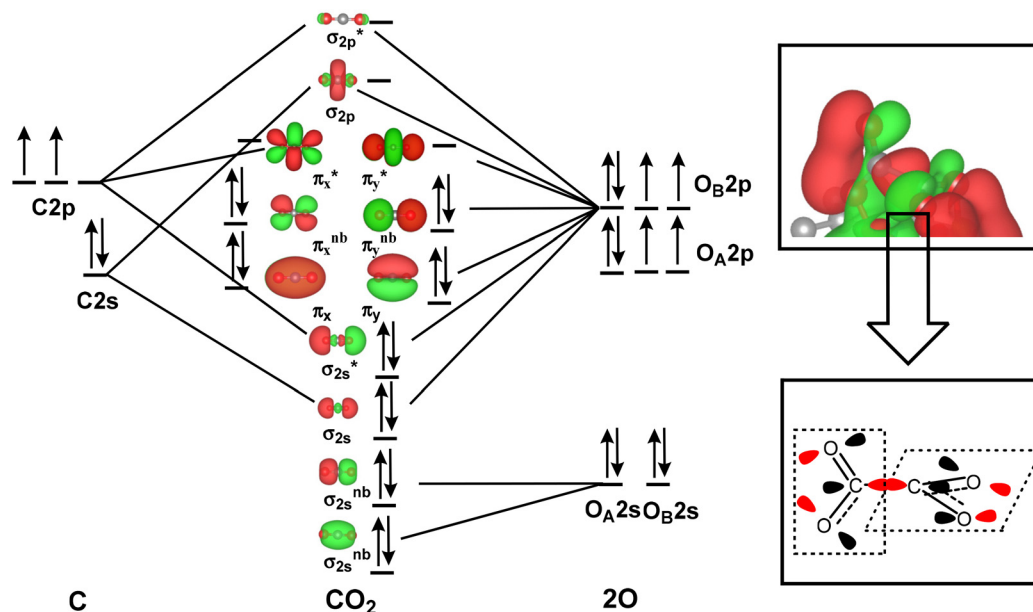 σ2p*
σ2p
πx* πy*
C2p
OB2p
πxnb πynb
OA2p
C2s
πx πy
σ2s*
σ2s
σ2snb
OA2s OB2s
σ2snb
C CO2 2O
O
C C O
O O